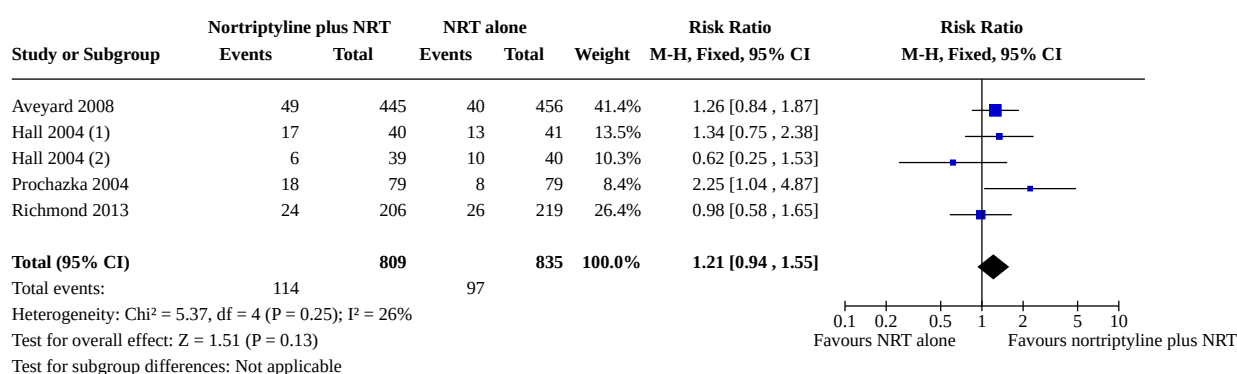 Nortriptyline plus NRT NRT alone Risk Ratio Risk Ratio
Study or Subgroup Events Total Events Total Weight M-H, Fixed, 95% CI M-H, Fixed, 95% CI
Aveyard 2008 49 445 40 456 41.4% 1.26 [0.84 , 1.87]
Hall 2004 (1) 17 40 13 41 13.5% 1.34 [0.75 , 2.38]
Hall 2004 (2) 6 39 10 40 10.3% 0.62 [0.25 , 1.53]
Prochazka 2004 18 79 8 79 8.4% 2.25 [1.04 , 4.87]
Richmond 2013 24 206 26 219 26.4% 0.98 [0.58 , 1.65]
Total (95% CI) 809 835 100.0% 1.21 [0.94 , 1.55]
Total events: 114 97
Heterogeneity: Chi² = 5.37, df = 4 (P = 0.25); I² = 26%
0.1 0.2 0.5 1 2 5 10
Test for overall effect: Z = 1.51 (P = 0.13) Favours NRT alone Favours nortriptyline plus NRT
Test for subgroup differences: Not applicable